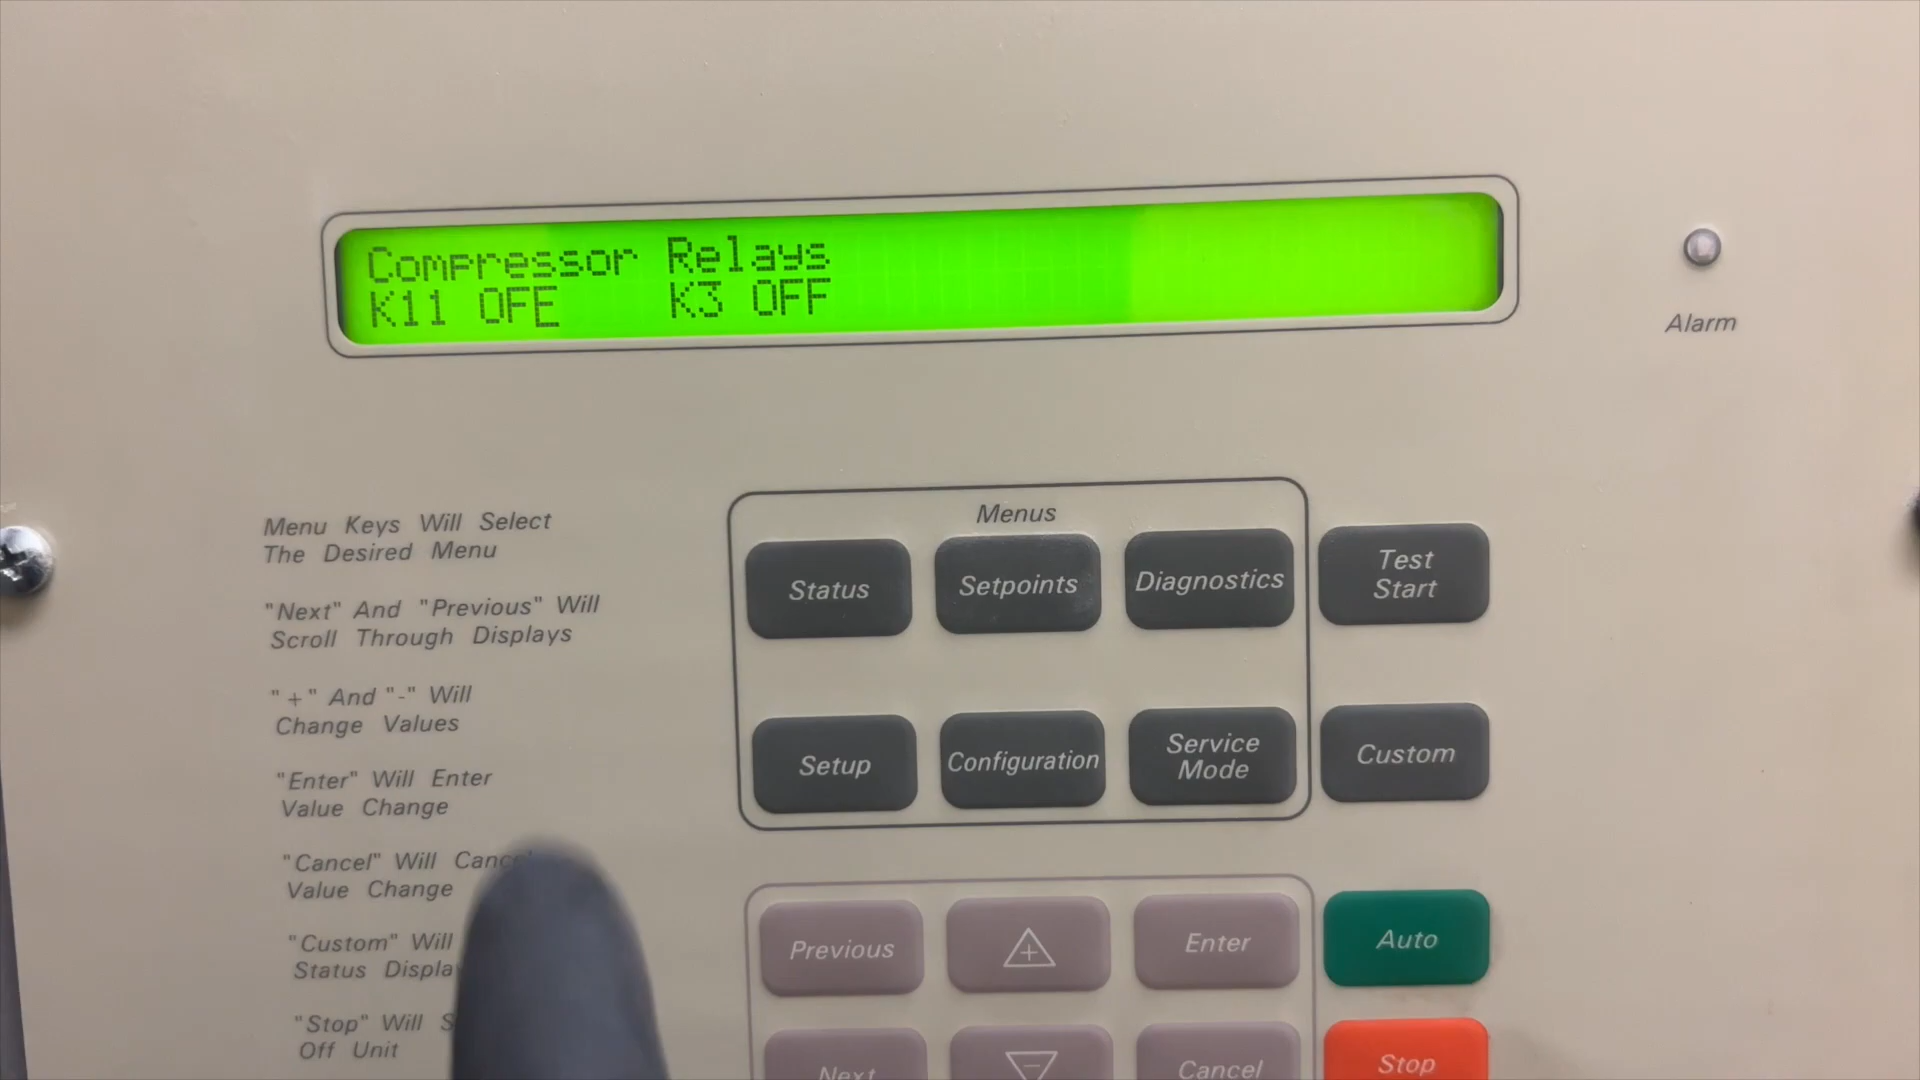 Compressor Relays
K11 OFF K3 OFF
Alarm
Menu Keys Will Select
The Desired Menu
"Next" And "Previous" Will
Scroll Through Displays
"+" And "-" Will
Change Values
"Enter" Will Enter
Value Change
"Cancel" Will
Value Change
"Custom" Will
Status
"Stop" Will
Off Unit
Menus
Status
Setpoints
Diagnostics
Test
Start
Setup
Configuration
Service
Mode
Custom
Previous
+
Enter
Auto
Next
Cancel
Stop